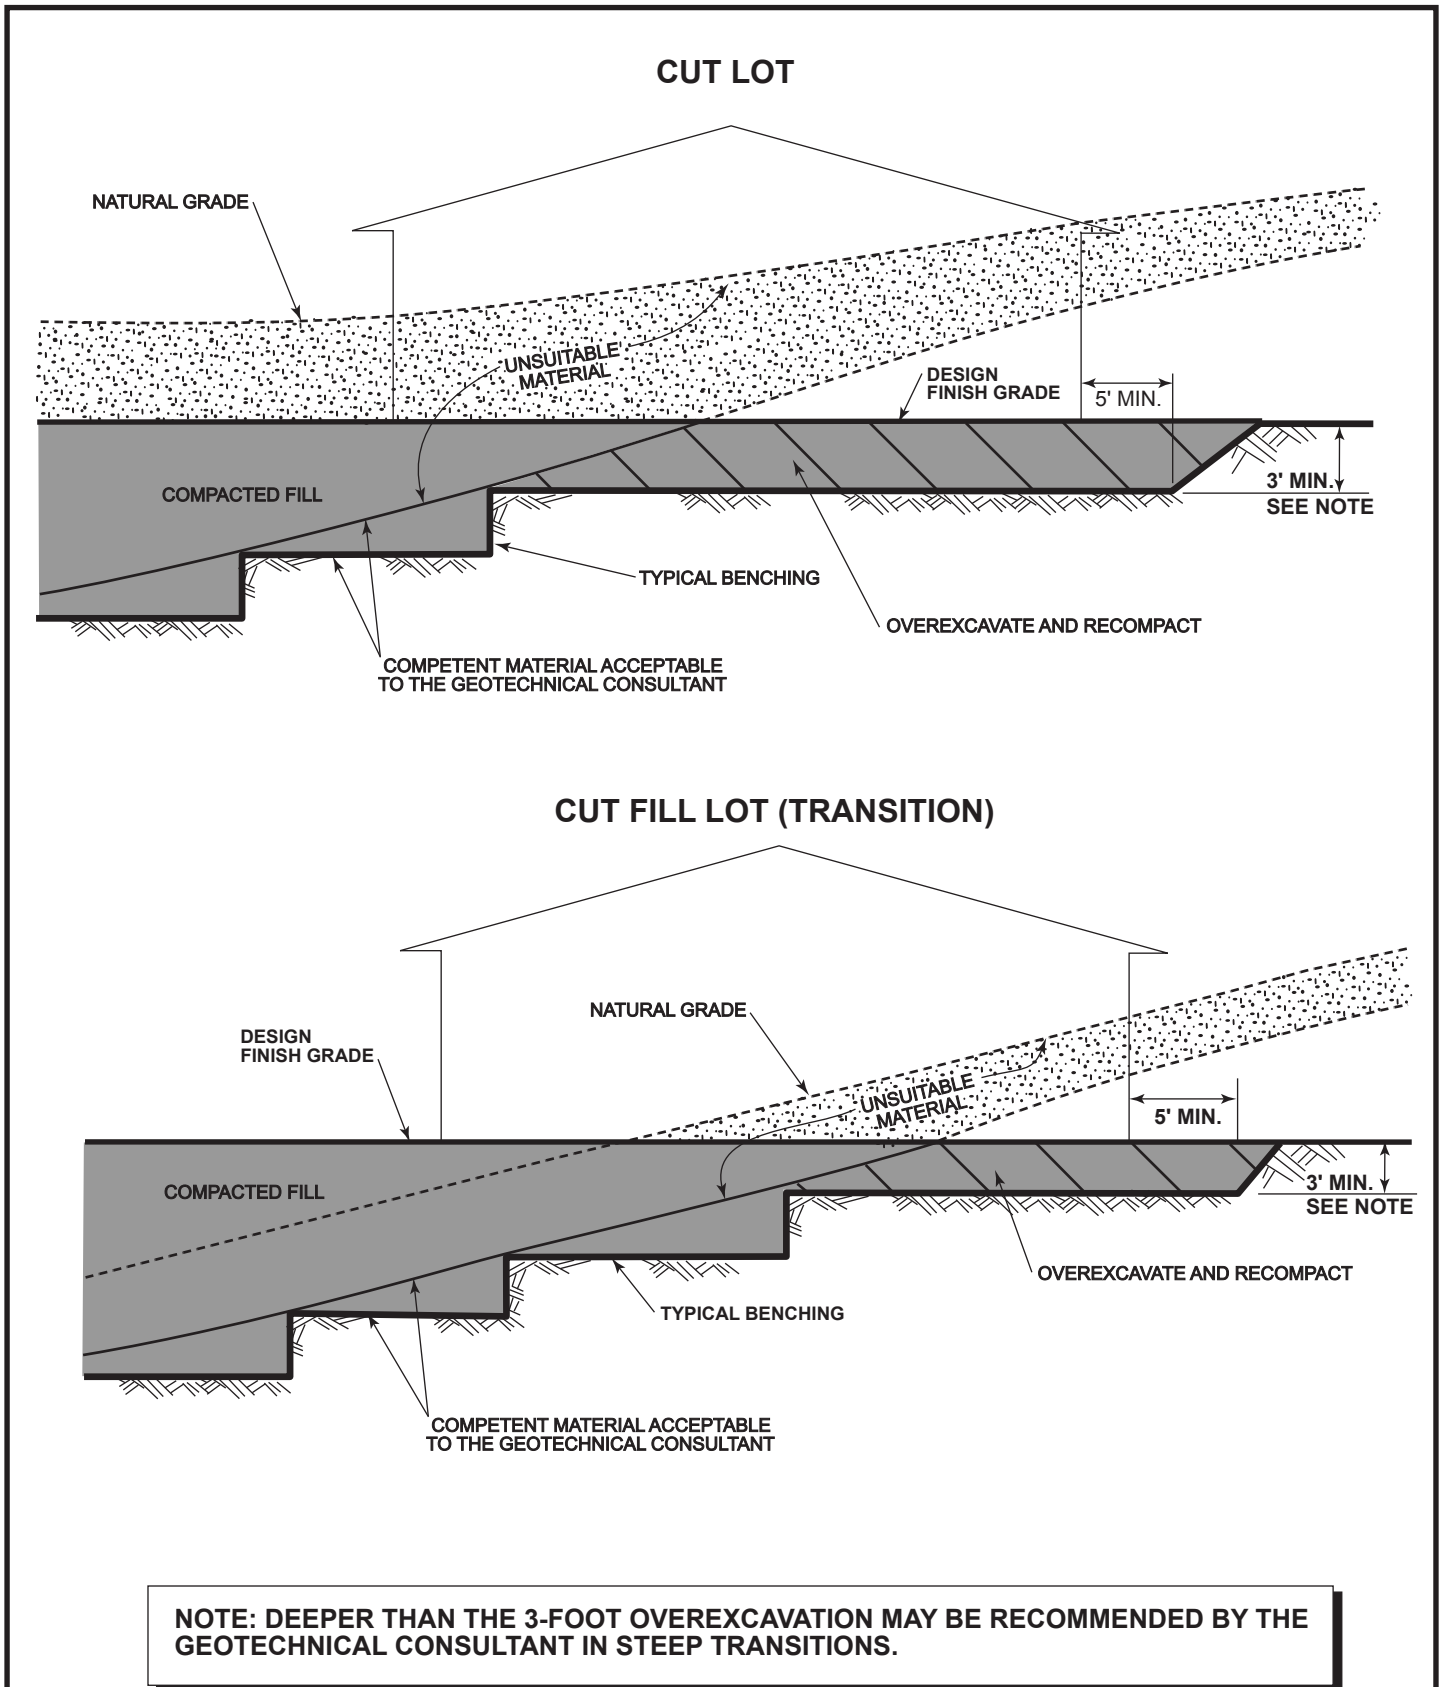 CUT LOT
NATURAL GRADE
UNSUITABLE
MATERIAL
DESIGN
FINISH GRADE
5' MIN.
COMPACTED FILL
3' MIN.
SEE NOTE
TYPICAL BENCHING
OVEREXCAVATE AND RECOMPACT
COMPETENT MATERIAL ACCEPTABLE
TO THE GEOTECHNICAL CONSULTANT
CUT FILL LOT (TRANSITION)
NATURAL GRADE
DESIGN
FINISH GRADE
UNSUITABLE
MATERIAL
5' MIN.
COMPACTED FILL
3' MIN.
SEE NOTE
OVEREXCAVATE AND RECOMPACT
TYPICAL BENCHING
COMPETENT MATERIAL ACCEPTABLE
TO THE GEOTECHNICAL CONSULTANT
NOTE: DEEPER THAN THE 3-FOOT OVEREXCAVATION MAY BE RECOMMENDED BY THE
GEOTECHNICAL CONSULTANT IN STEEP TRANSITIONS.